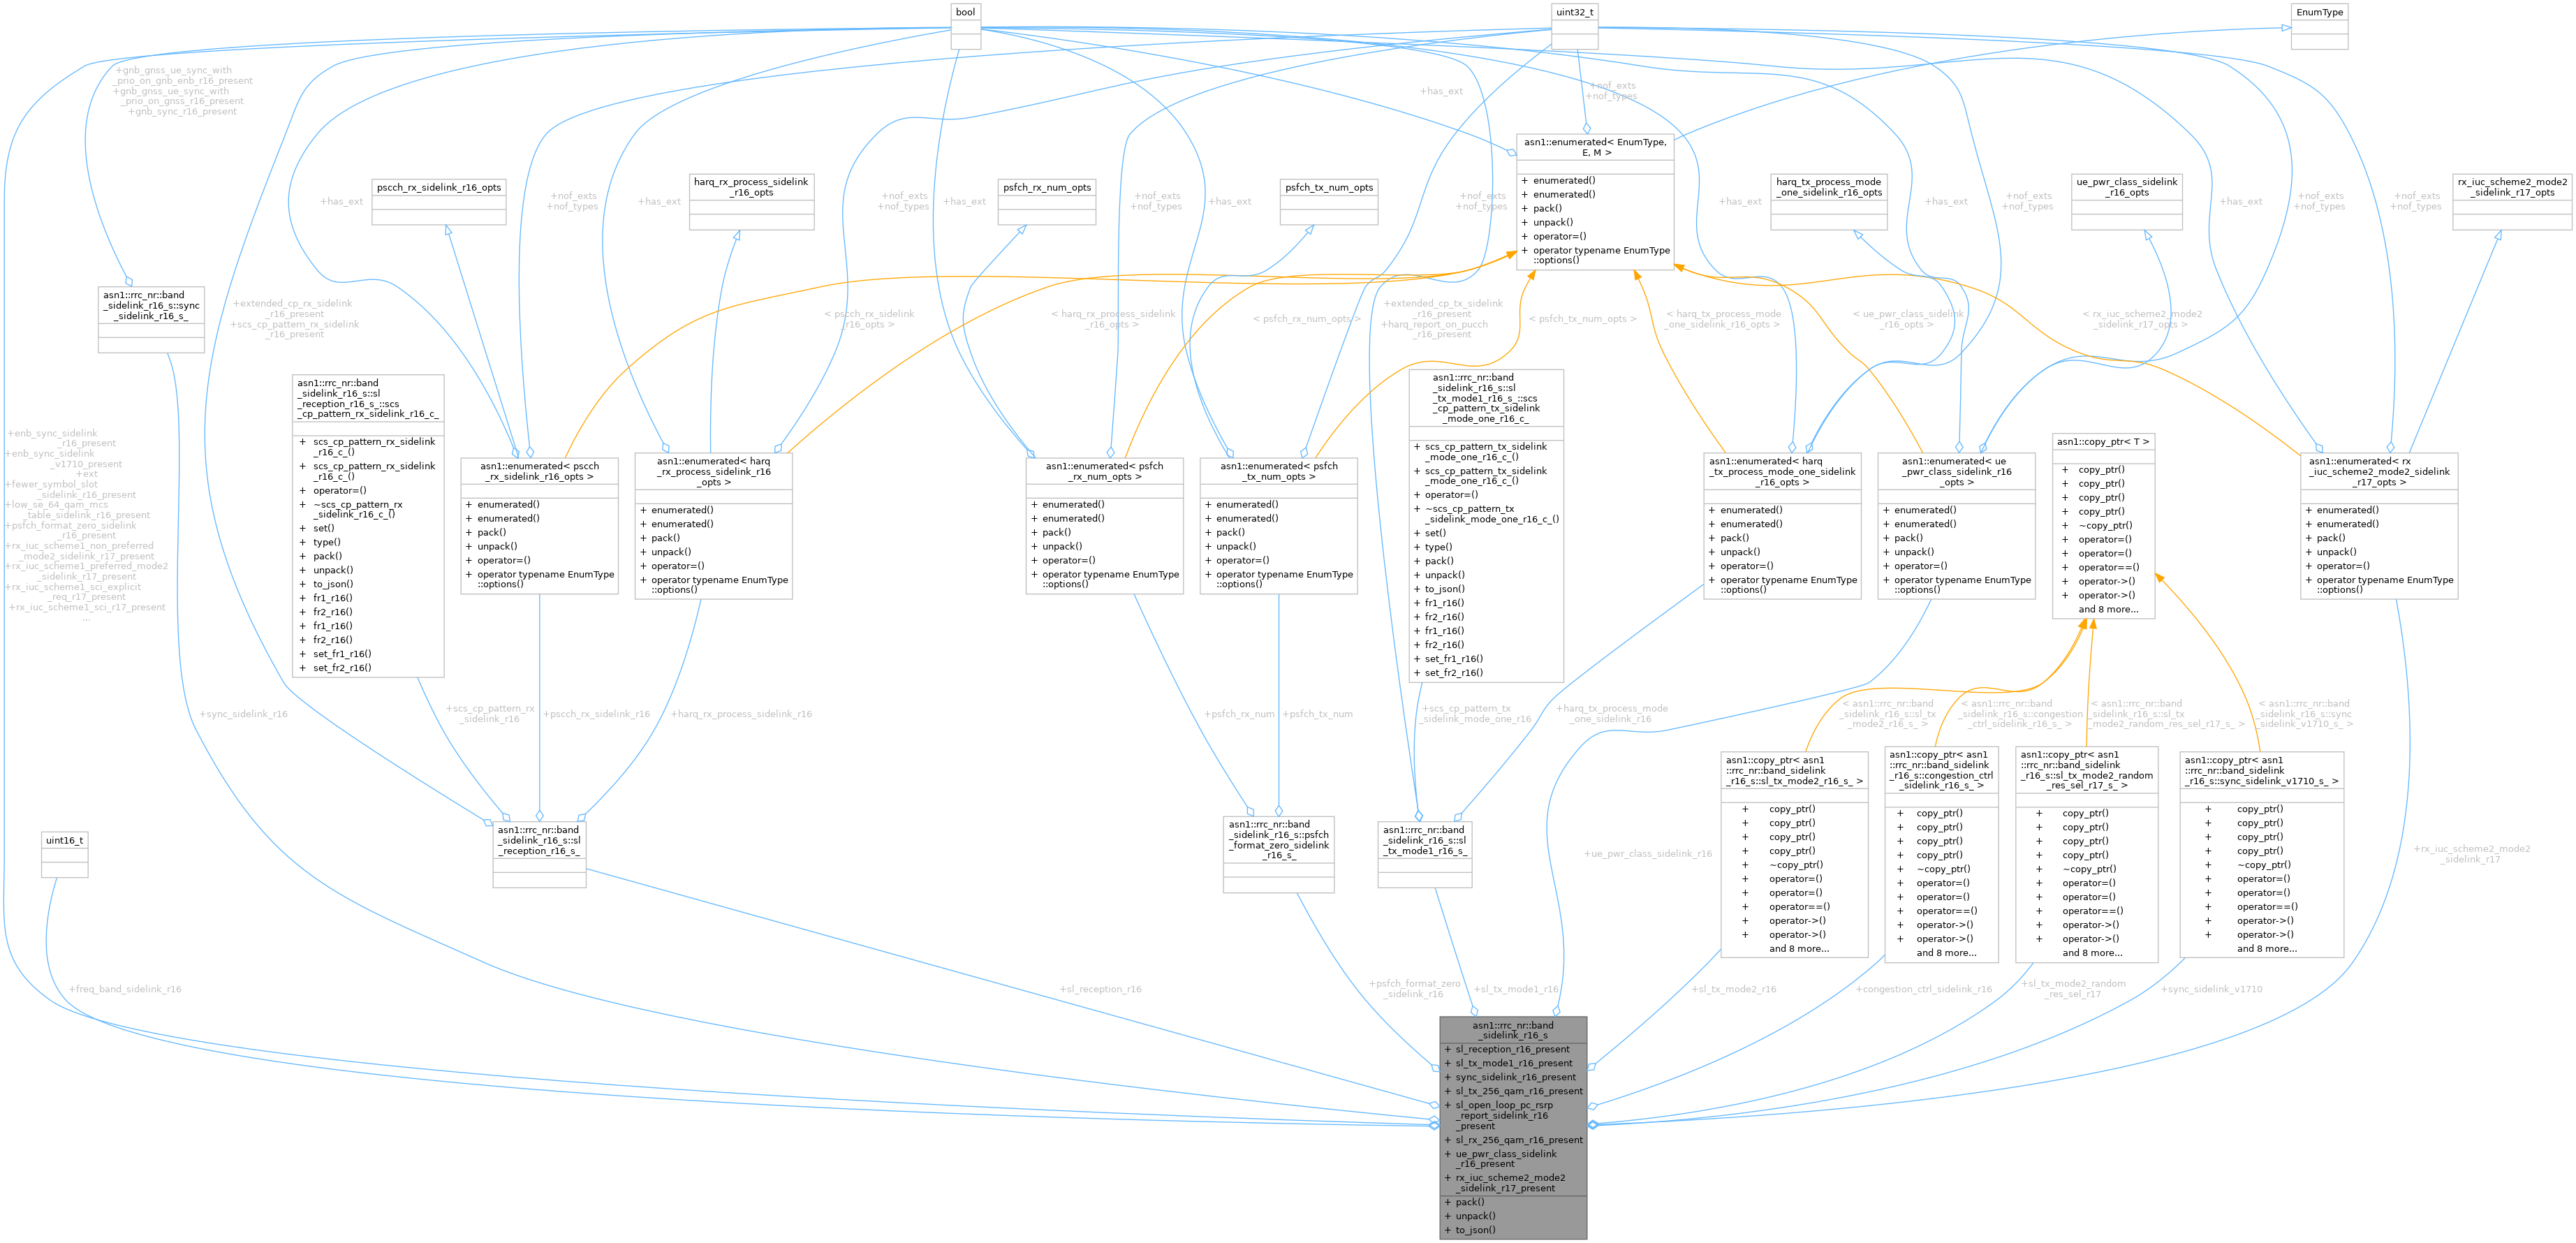 bool
uint32_t
EnumType
+gnb_gnss_ue_sync_with
_prio_on_gnb_enb_r16_present
+gnb_gnss_ue_sync_with
_prio_on_gnss_r16_present
+gnb_sync_r16_present
+has_ext
+nof_exts
+nof_types
asn1::enumerated< EnumType,
E, M >
+ enumerated()
+ enumerated()
+ pack()
+ unpack()
+ operator=()
+ operator typename EnumType
::options()
pscch_rx_sidelink_r16_opts
harq_rx_process_sidelink
_r16_opts
psfch_rx_num_opts
psfch_tx_num_opts
harq_tx_process_mode
_one_sidelink_r16_opts
ue_pwr_class_sidelink
_r16_opts
rx_iuc_scheme2_mode2
_sidelink_r17_opts
+has_ext
+nof_exts
+nof_types
+has_ext
+nof_exts
+nof_types
+has_ext
+nof_exts
+nof_types
+has_ext
+nof_exts
+nof_types
+has_ext
+has_ext
+nof_exts
+nof_types
+has_ext
+nof_exts
+nof_types
+nof_exts
+nof_types
asn1::rrc_nr::band
_sidelink_r16_s::sync
_sidelink_r16_s_
+extended_cp_rx_sidelink
_r16_present
+scs_cp_pattern_rx_sidelink
_r16_present
< pscch_rx_sidelink
_r16_opts >
< harq_rx_process_sidelink
_r16_opts >
< psfch_rx_num_opts >
+extended_cp_tx_sidelink
_r16_present
+harq_report_on_pucch
_r16_present
< psfch_tx_num_opts >
< harq_tx_process_mode
_one_sidelink_r16_opts >
< ue_pwr_class_sidelink
_r16_opts >
< rx_iuc_scheme2_mode2
_sidelink_r17_opts >
+enb_sync_sidelink
_r16_present
+enb_sync_sidelink
_v1710_present
+ext
+fewer_symbol_slot
_sidelink_r16_present
+low_se_64_qam_mcs
_table_sidelink_r16_present
+psfch_format_zero_sidelink
_r16_present
+rx_iuc_scheme1_non_preferred
_mode2_sidelink_r17_present
+rx_iuc_scheme1_preferred_mode2
_sidelink_r17_present
+rx_iuc_scheme1_sci_explicit
_req_r17_present
+rx_iuc_scheme1_sci_r17_present
...
asn1::rrc_nr::band
_sidelink_r16_s::sl
_reception_r16_s_::scs
_cp_pattern_rx_sidelink_r16_c_
+ scs_cp_pattern_rx_sidelink
_r16_c_()
+ scs_cp_pattern_rx_sidelink
_r16_c_()
+ operator=()
+ ~scs_cp_pattern_rx
_sidelink_r16_c_()
+ set()
+ type()
+ pack()
+ unpack()
+ to_json()
+ fr1_r16()
+ fr2_r16()
+ fr1_r16()
+ fr2_r16()
+ set_fr1_r16()
+ set_fr2_r16()
asn1::enumerated< pscch
_rx_sidelink_r16_opts >
+ enumerated()
+ enumerated()
+ pack()
+ unpack()
+ operator=()
+ operator typename EnumType
::options()
asn1::enumerated< harq
_rx_process_sidelink_r16
_opts >
+ enumerated()
+ enumerated()
+ pack()
+ unpack()
+ operator=()
+ operator typename EnumType
::options()
asn1::enumerated< psfch
_rx_num_opts >
+ enumerated()
+ enumerated()
+ pack()
+ unpack()
+ operator=()
+ operator typename EnumType
::options()
asn1::enumerated< psfch
_tx_num_opts >
+ enumerated()
+ enumerated()
+ pack()
+ unpack()
+ operator=()
+ operator typename EnumType
::options()
asn1::rrc_nr::band
_sidelink_r16_s::sl
_tx_mode1_r16_s_::scs
_cp_pattern_tx_sidelink
_mode_one_r16_c_
+ scs_cp_pattern_tx_sidelink
_mode_one_r16_c_()
+ scs_cp_pattern_tx_sidelink
_mode_one_r16_c_()
+ operator=()
+ ~scs_cp_pattern_tx
_sidelink_mode_one_r16_c_()
+ set()
+ type()
+ pack()
+ unpack()
+ to_json()
+ fr1_r16()
+ fr2_r16()
+ fr1_r16()
+ fr2_r16()
+ set_fr1_r16()
+ set_fr2_r16()
asn1::enumerated< harq
_tx_process_mode_one_sidelink
_r16_opts >
+ enumerated()
+ enumerated()
+ pack()
+ unpack()
+ operator=()
+ operator typename EnumType
::options()
asn1::enumerated< ue
_pwr_class_sidelink_r16
_opts >
+ enumerated()
+ enumerated()
+ pack()
+ unpack()
+ operator=()
+ operator typename EnumType
::options()
asn1::copy_ptr< T >
+ copy_ptr()
+ copy_ptr()
+ copy_ptr()
+ copy_ptr()
+ ~copy_ptr()
+ operator=()
+ operator=()
+ operator==()
+ operator->()
+ operator->()
and 8 more...
asn1::enumerated< rx
_iuc_scheme2_mode2_sidelink
_r17_opts >
+ enumerated()
+ enumerated()
+ pack()
+ unpack()
+ operator=()
+ operator typename EnumType
::options()
+sync_sidelink_r16
+scs_cp_pattern_rx
_sidelink_r16
+pscch_rx_sidelink_r16
+harq_rx_process_sidelink_r16
+psfch_rx_num
+psfch_tx_num
+scs_cp_pattern_tx
_sidelink_mode_one_r16
+harq_tx_process_mode
_one_sidelink_r16
< asn1::rrc_nr::band
_sidelink_r16_s::sl_tx
_mode2_r16_s_ >
< asn1::rrc_nr::band
_sidelink_r16_s::congestion
_ctrl_sidelink_r16_s_ >
< asn1::rrc_nr::band
_sidelink_r16_s::sl_tx
_mode2_random_res_sel_r17_s_ >
< asn1::rrc_nr::band
_sidelink_r16_s::sync
_sidelink_v1710_s_ >
uint16_t
asn1::rrc_nr::band
_sidelink_r16_s::sl
_reception_r16_s_
asn1::rrc_nr::band
_sidelink_r16_s::psfch
_format_zero_sidelink
_r16_s_
asn1::rrc_nr::band
_sidelink_r16_s::sl
_tx_mode1_r16_s_
+ue_pwr_class_sidelink_r16
asn1::copy_ptr< asn1
::rrc_nr::band_sidelink
_r16_s::sl_tx_mode2_r16_s_ >
+ copy_ptr()
+ copy_ptr()
+ copy_ptr()
+ copy_ptr()
+ ~copy_ptr()
+ operator=()
+ operator=()
+ operator==()
+ operator->()
+ operator->()
and 8 more...
asn1::copy_ptr< asn1
::rrc_nr::band_sidelink
_r16_s::congestion_ctrl
_sidelink_r16_s_ >
+ copy_ptr()
+ copy_ptr()
+ copy_ptr()
+ copy_ptr()
+ ~copy_ptr()
+ operator=()
+ operator=()
+ operator==()
+ operator->()
+ operator->()
and 8 more...
asn1::copy_ptr< asn1
::rrc_nr::band_sidelink
_r16_s::sl_tx_mode2_random
_res_sel_r17_s_ >
+ copy_ptr()
+ copy_ptr()
+ copy_ptr()
+ copy_ptr()
+ ~copy_ptr()
+ operator=()
+ operator=()
+ operator==()
+ operator->()
+ operator->()
and 8 more...
asn1::copy_ptr< asn1
::rrc_nr::band_sidelink
_r16_s::sync_sidelink_v1710_s_ >
+ copy_ptr()
+ copy_ptr()
+ copy_ptr()
+ copy_ptr()
+ ~copy_ptr()
+ operator=()
+ operator=()
+ operator==()
+ operator->()
+ operator->()
and 8 more...
+rx_iuc_scheme2_mode2
_sidelink_r17
+freq_band_sidelink_r16
+sl_reception_r16
+psfch_format_zero
_sidelink_r16
+sl_tx_mode1_r16
+sl_tx_mode2_r16
+congestion_ctrl_sidelink_r16
+sl_tx_mode2_random
_res_sel_r17
+sync_sidelink_v1710
asn1::rrc_nr::band
_sidelink_r16_s
+ sl_reception_r16_present
+ sl_tx_mode1_r16_present
+ sync_sidelink_r16_present
+ sl_tx_256_qam_r16_present
+ sl_open_loop_pc_rsrp
_report_sidelink_r16
_present
+ sl_rx_256_qam_r16_present
+ ue_pwr_class_sidelink
_r16_present
+ rx_iuc_scheme2_mode2
_sidelink_r17_present
+ pack()
+ unpack()
+ to_json()